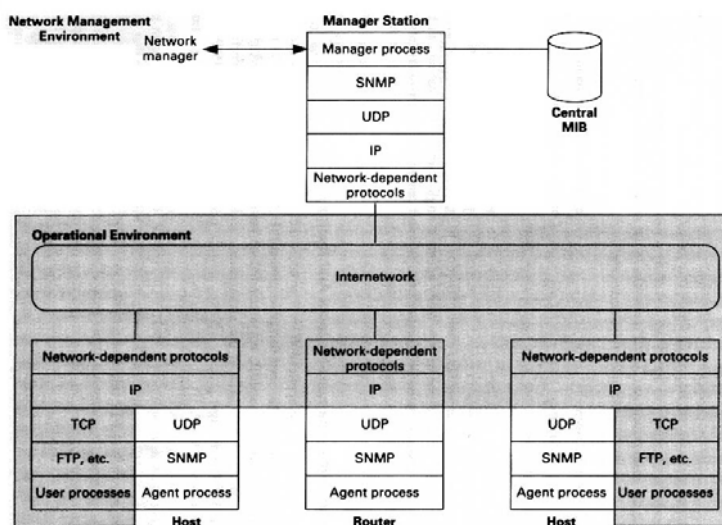 Network Management
Environment
Network
manager
Manager Station
Manager process
SNMP
UDP
IP
Network-dependent
protocols
Central
MIB
Operational Environment
Internetwork
Network-dependent protocols
IP
TCP
UDP
FTP, etc.
SNMP
User processes
Agent process
Host
Network-dependent
protocols
IP
UDP
SNMP
Agent process
Router
Network-dependent protocols
IP
UDP
TCP
SNMP
FTP, etc.
Agent process
User processes
Host